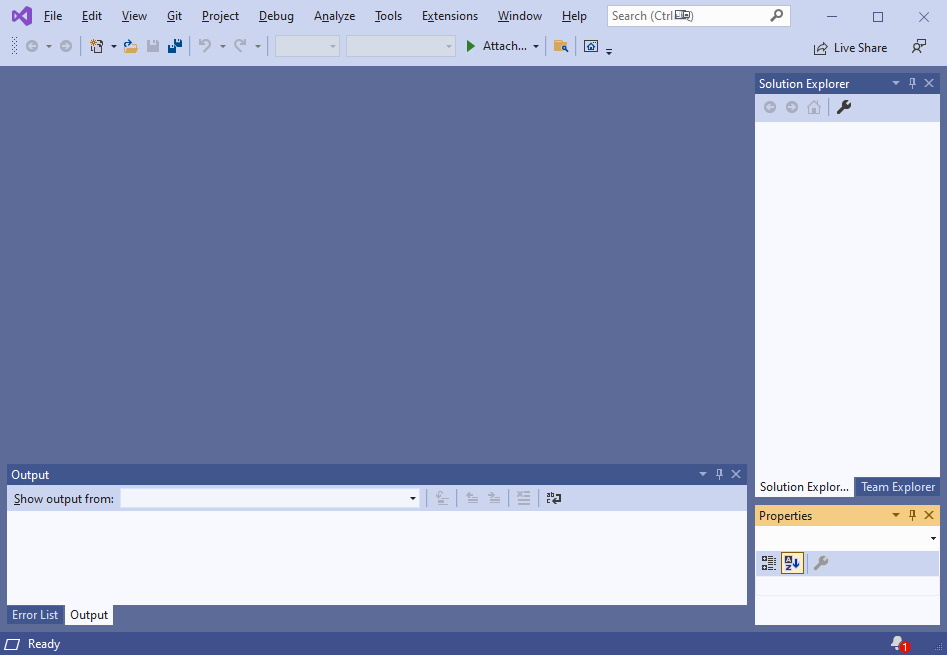 File Edit View Git Project Debug Analyze Tools Extensions Window Help Search (Ctrl
Attach... Live Share
Solution Explorer
Output
Show output from:
Solution Explor... Team Explorer
Properties
Error List Output
Ready 1